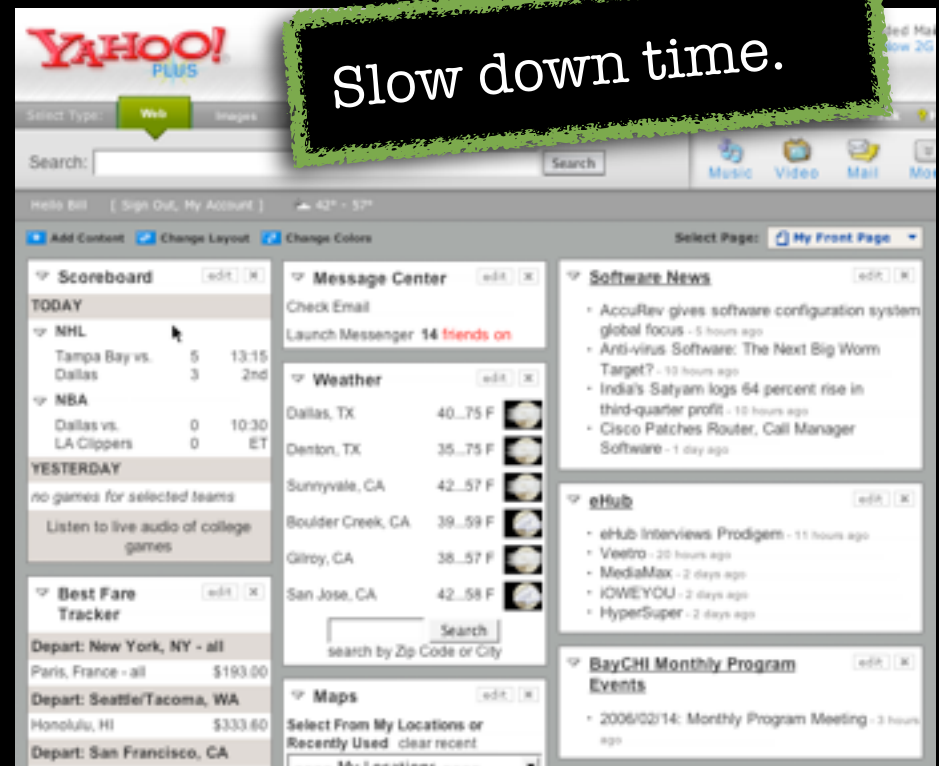 YAHOO!
PLUS
Slow down time.
Select Type: Web Images
Search: Search
Music Video Mail
Hello Bill [ Sign Out, My Account ] 42° - 57°
Add Content Change Layout Change Colors
Select Page: My Front Page
Scoreboard edit
TODAY
NHL
Tampa Bay vs. 5 13:15
Dallas 3 2nd
NBA
Dallas vs. 0 10:30
LA Clippers 0 ET
YESTERDAY
no games for selected teams
Listen to live audio of college
games
Best Fare edit
Tracker
Depart: New York, NY - all
Paris, France - all $193.00
Depart: Seattle/Tacoma, WA
Honolulu, HI $333.60
Depart: San Francisco, CA
Message Center edit
Check Email
Launch Messenger 14 friends on
Weather edit
Dallas, TX 40...75 F
Denton, TX 35...75 F
Sunnyvale, CA 42...57 F
Boulder Creek, CA 39...59 F
Gilroy, CA 38...57 F
San Jose, CA 42...58 F
Search
search by Zip Code or City
Maps edit
Select From My Locations or
Recently Used clear recent
My Locations
Software News edit
AccuRev gives software configuration system
global focus - 5 hours ago
Anti-virus Software: The Next Big Worm
Target? - 10 hours ago
India's Satyam logs 64 percent rise in
third-quarter profit - 10 hours ago
Cisco Patches Router, Call Manager
Software - 1 day ago
eHub edit
eHub Interviews Prodigem - 11 hours ago
Veetro - 20 hours ago
MediaMax - 2 days ago
iOWEYOU - 2 days ago
HyperSuper - 2 days ago
BayCHI Monthly Program edit
Events
2006/02/14: Monthly Program Meeting - 3 hours
ago